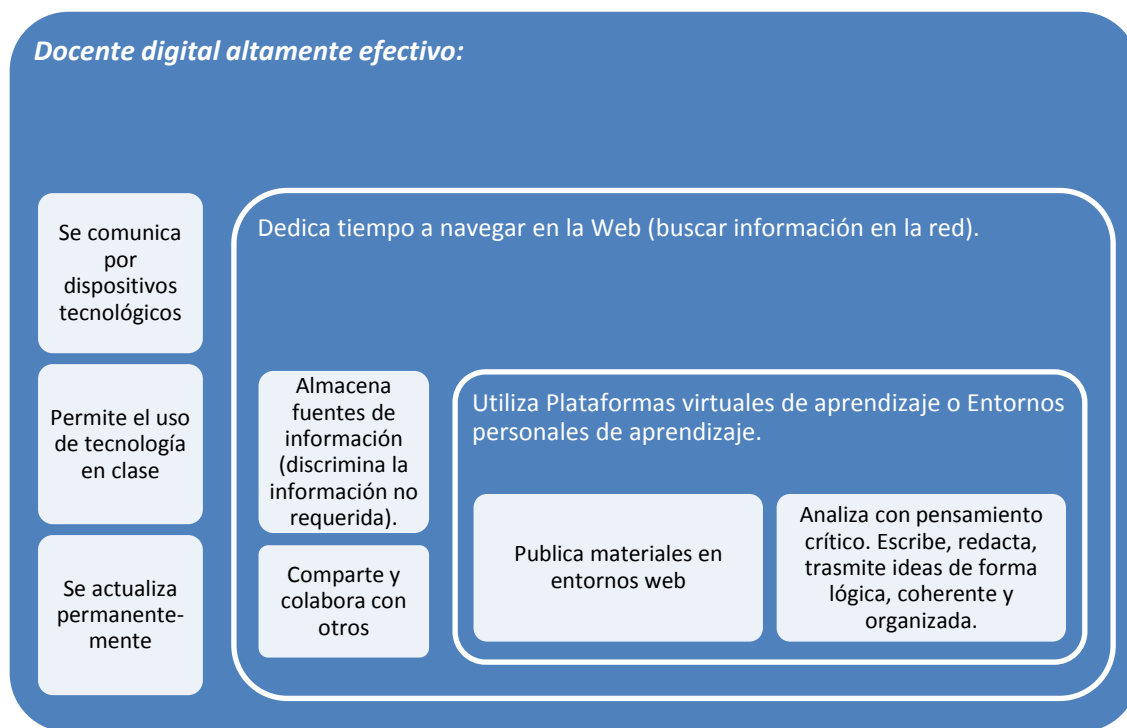 Docente digital altamente efectivo:
Se comunica
por
dispositivos
tecnológicos
Permite el uso
de tecnología
en clase
Se actualiza
permanente-
mente
Dedica tiempo a navegar en la Web (buscar información en la red).
Almacena
fuentes de
información
(discrimina la
información no
requerida).
Comparte y
colabora con
otros
Utiliza Plataformas virtuales de aprendizaje o Entornos
personales de aprendizaje.
Publica materiales en
entornos web
Analiza con pensamiento
crítico. Escribe, redacta,
trasmite ideas de forma
lógica, coherente y
organizada.